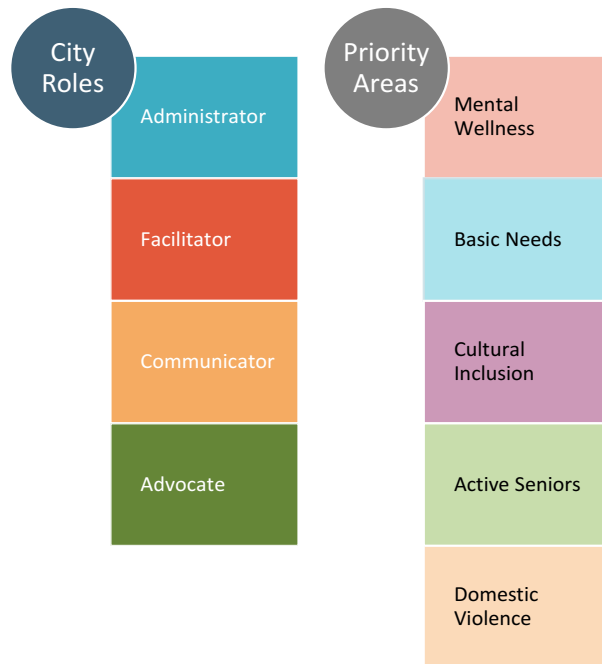 City
Roles
Administrator
Facilitator
Communicator
Advocate
Priority
Areas
Mental
Wellness
Basic Needs
Cultural
Inclusion
Active Seniors
Domestic
Violence